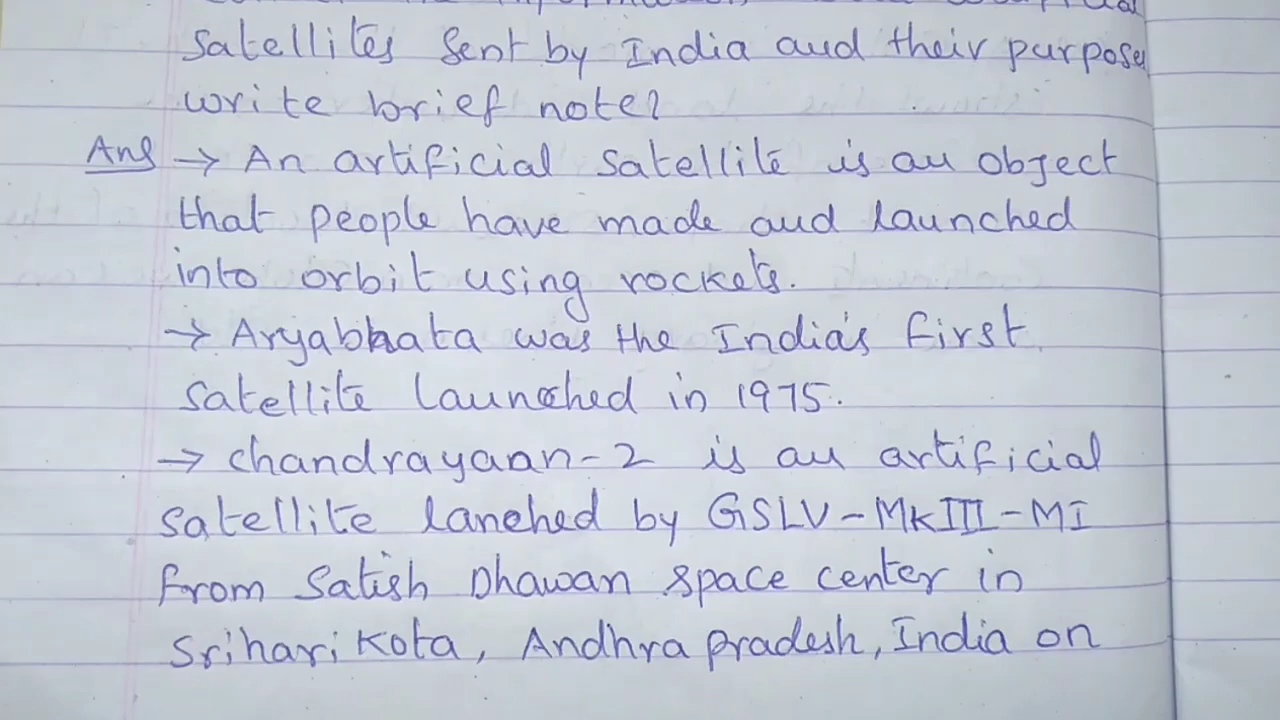 satellites sent by India and their purpose
write brief note?
Ans → An artificial satellite is an object
that people have made and launched
into orbit using rockets.
→ Aryabhata was the India's first
satellite launched in 1975.
→ chandrayaan-2 is an artificial
satellite lanched by GSLV-MKIII-MI
from Satish Dhawan space center in
Sriharikota, Andhra pradesh, India on